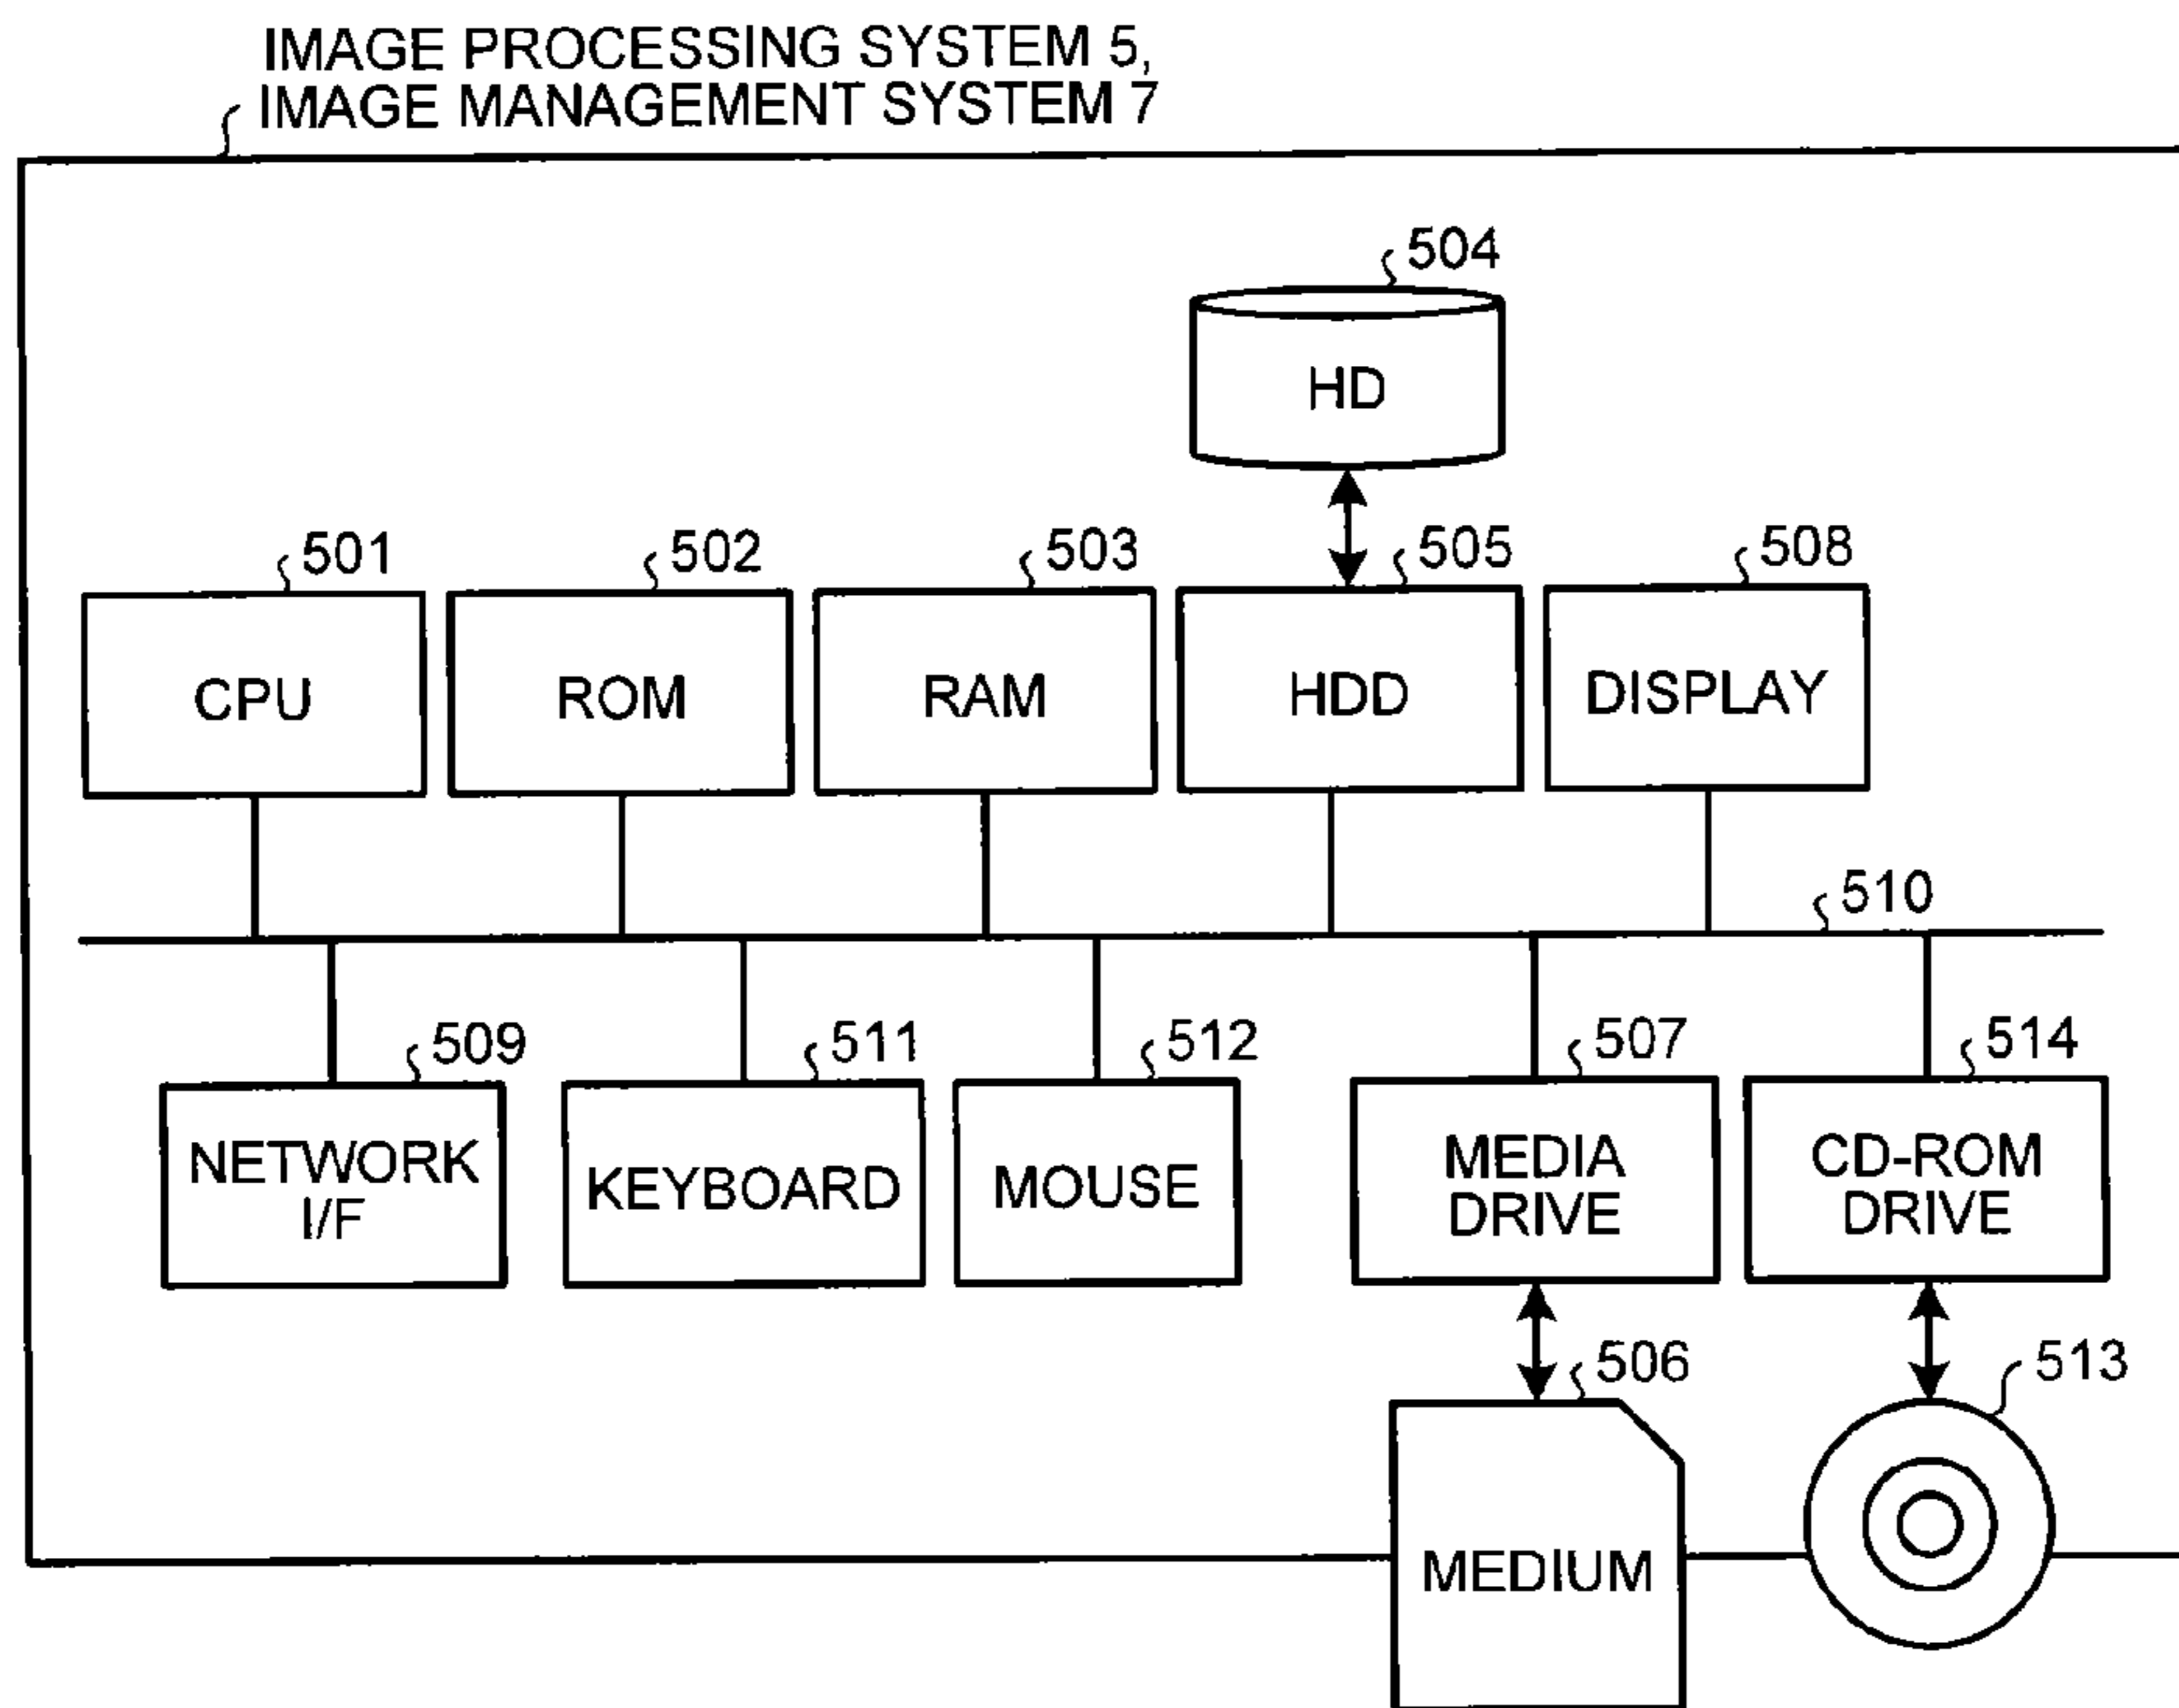 IMAGE PROCESSING SYSTEM 5,
IMAGE MANAGEMENT SYSTEM 7
504
HD
501
502
503
505
508
CPU
ROM
RAM
HDD
DISPLAY
510
509
511
512
507
514
NETWORK
I/F
KEYBOARD
MOUSE
MEDIA
DRIVE
CD-ROM
DRIVE
506
513
MEDIUM